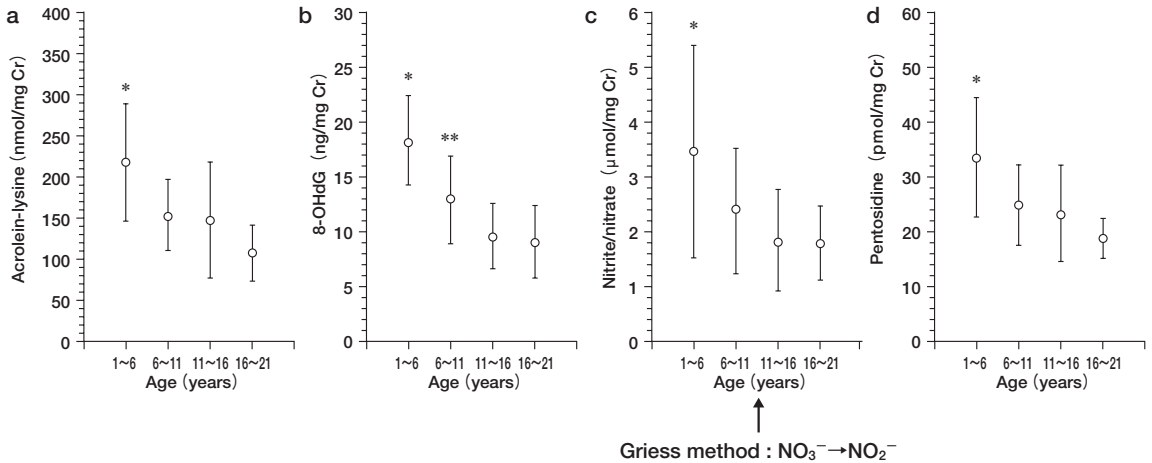 a
Acrolein-lysine (nmol/mg Cr)
400
350
300
250
200
150
100
50
0
*
1~6 6~11 11~16 16~21
Age (years)
b
8-OHdG (ng/mg Cr)
30
25
20
15
10
5
0
*
**
1~6 6~11 11~16 16~21
Age (years)
c
Nitrite/nitrate (μmol/mg Cr)
6
5
4
3
2
1
0
*
1~6 6~11 11~16 16~21
Age (years)
Griess method : NO₃⁻→NO₂⁻
d
Pentosidine (pmol/mg Cr)
60
50
40
30
20
10
0
*
1~6 6~11 11~16 16~21
Age (years)